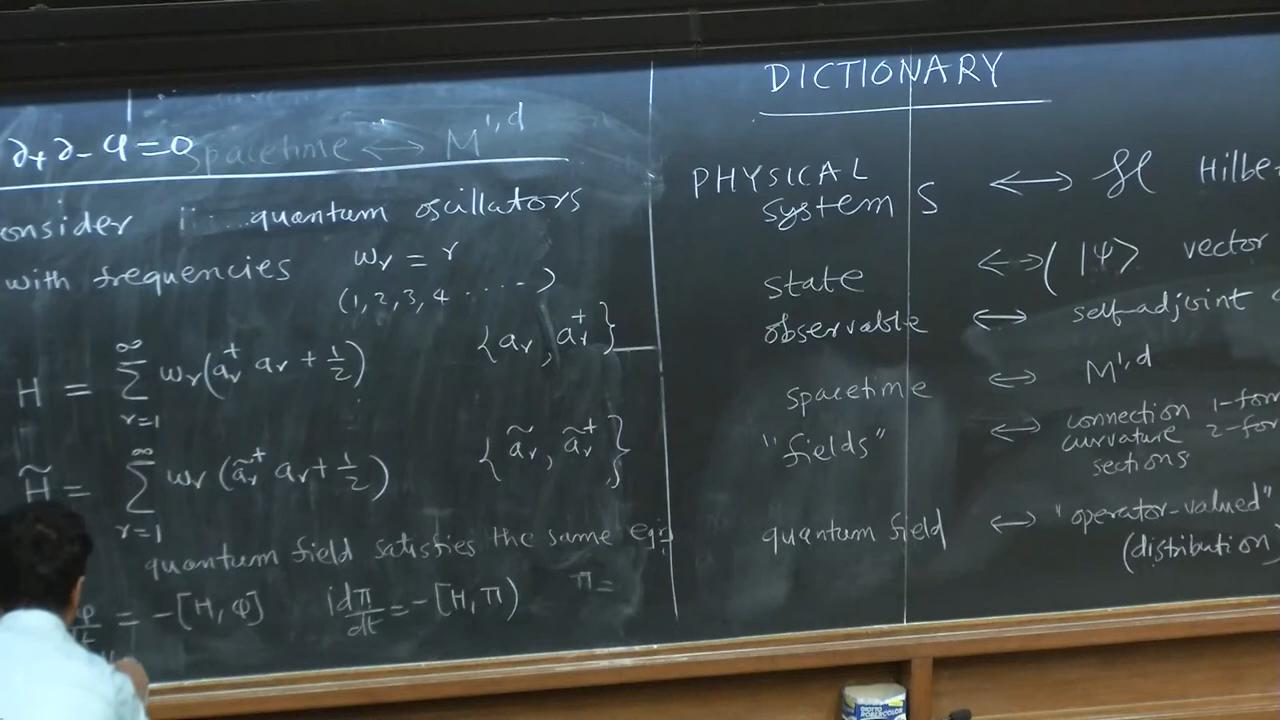 ∂₊ ∂₋ φ = 0
spacetime ⟷ M^{1,d}
onsider quantum oscillators
with frequencies ω_r = r
(1, 2, 3, 4 ......)
H = ∑_{r=1}^{∞} ω_r (a_r^† a_r + 1/2) {a_r, a_r^†}
H̃ = ∑_{r=1}^{∞} ω_r (ã_r^† a_r + 1/2) {ã_r, ã_r^†}
quantum field satisfies the same eqn
= -[H, φ] i dπ/dt = -[H, π) π =
DICTIONARY
PHYSICAL
system S ⟷ ℋ Hilbe
state ⟷ ( |ψ⟩ vector
observable ⟷ self-adjoint
spacetime ⟷ M^{1,d}
"fields" ⟷ connection 1-form
curvature 2-for
sections
quantum field ⟷ "operator-valued"
(distribution)